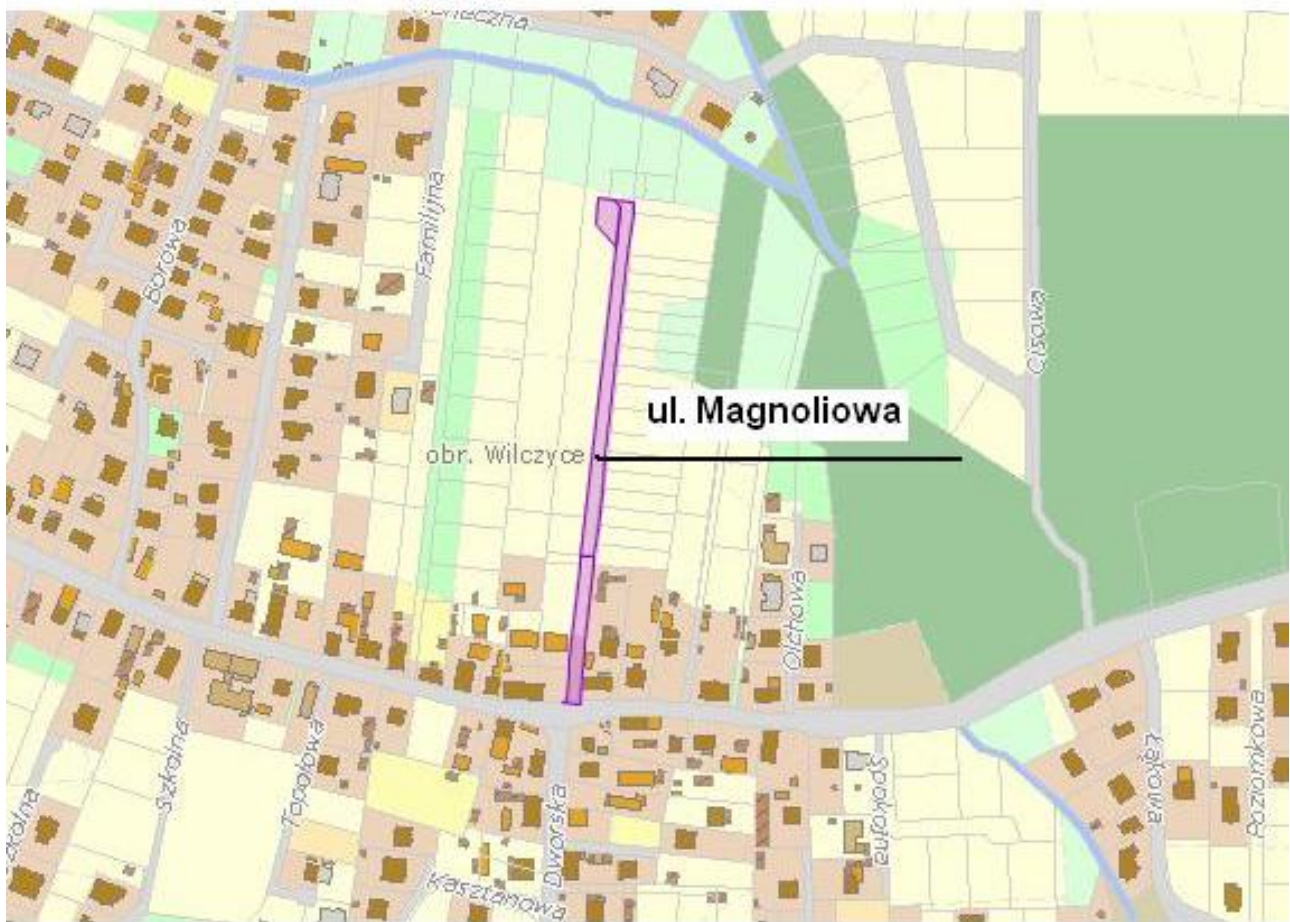 Borowa
Familijna
Cisowa
ul. Magnoliowa
obr. Wilczyce
Olchowa
Szkolna
Topolowa
Dworska
Kasztanowa
Spokojna
Łąkowa
Poziomkowa